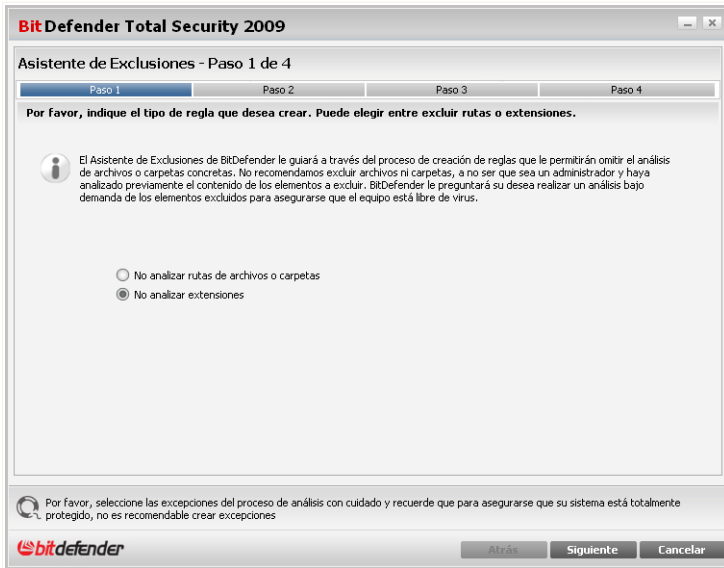 BitDefender Total Security 2009
Asistente de Exclusiones - Paso 1 de 4
Paso 1 Paso 2 Paso 3 Paso 4
Por favor, indique el tipo de regla que desea crear. Puede elegir entre excluir rutas o extensiones.
El Asistente de Exclusiones de BitDefender le guiará a través del proceso de creación de reglas que le permitirán omitir el análisis
de archivos o carpetas concretas. No recomendamos excluir archivos ni carpetas, a no ser que sea un administrador y haya
analizado previamente el contenido de los elementos a excluir. BitDefender le preguntará su desea realizar un análisis bajo
demanda de los elementos excluidos para asegurarse que el equipo está libre de virus.
No analizar rutas de archivos o carpetas
No analizar extensiones
Por favor, seleccione las excepciones del proceso de análisis con cuidado y recuerde que para asegurarse que su sistema está totalmente
protegido, no es recomendable crear excepciones
bitdefender
Atrás Siguiente Cancelar